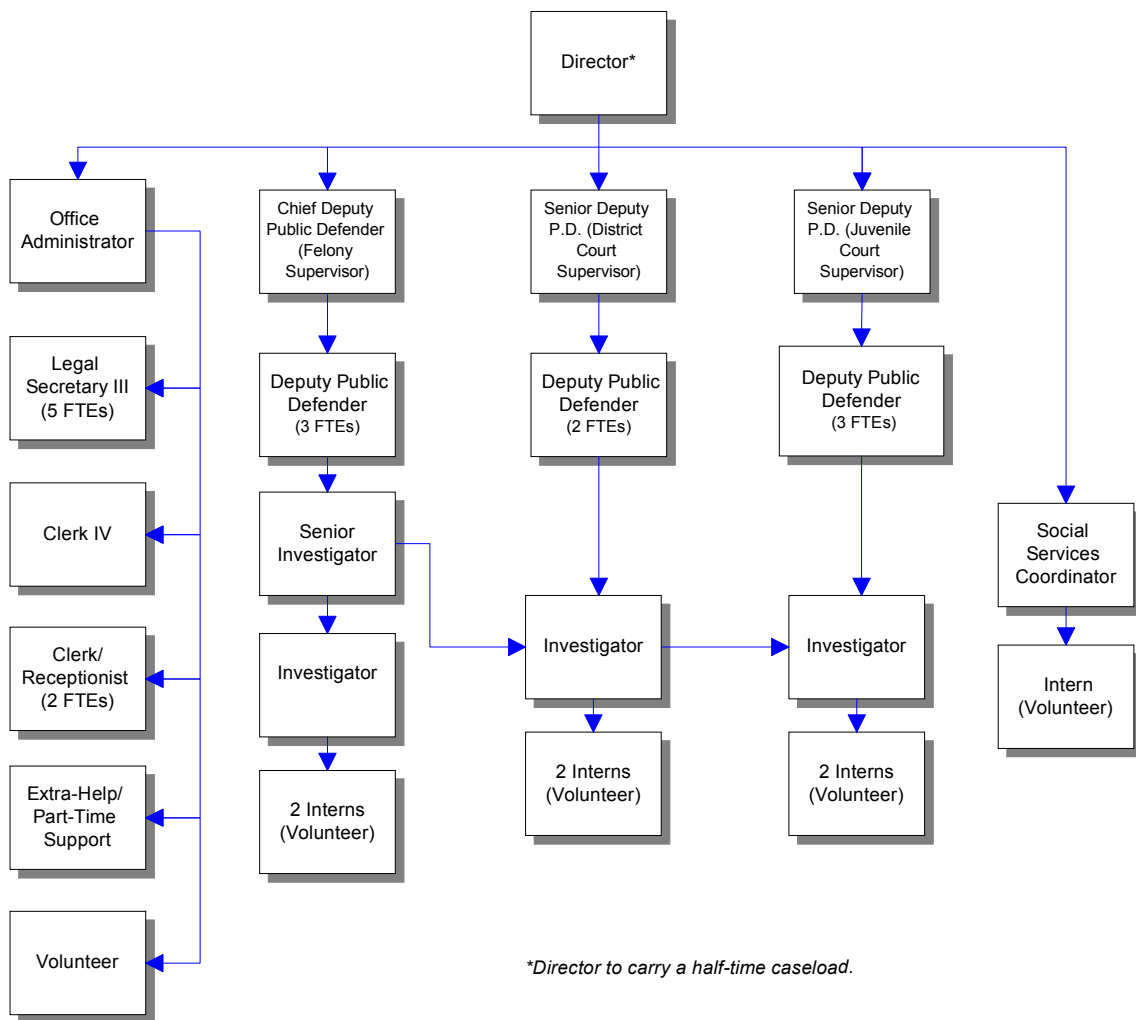 Director*
Office
Administrator
Chief Deputy
Public Defender
(Felony
Supervisor)
Senior Deputy
P.D. (District
Court
Supervisor)
Senior Deputy
P.D. (Juvenile
Court
Supervisor)
Legal
Secretary III
(5 FTEs)
Deputy Public
Defender
(3 FTEs)
Deputy Public
Defender
(2 FTEs)
Deputy Public
Defender
(3 FTEs)
Clerk IV
Senior
Investigator
Social
Services
Coordinator
Clerk/
Receptionist
(2 FTEs)
Investigator
Investigator
Investigator
Intern
(Volunteer)
Extra-Help/
Part-Time
Support
2 Interns
(Volunteer)
2 Interns
(Volunteer)
2 Interns
(Volunteer)
Volunteer
*Director to carry a half-time caseload.